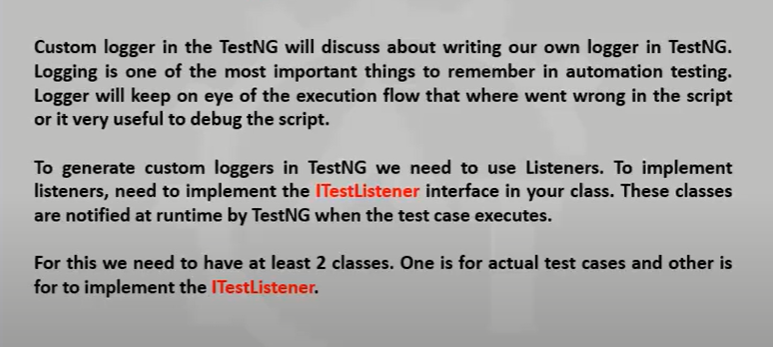 Custom logger in the TestNG will discuss about writing our own logger in TestNG.
Logging is one of the most important things to remember in automation testing.
Logger will keep on eye of the execution flow that where went wrong in the script
or it very useful to debug the script.
To generate custom loggers in TestNG we need to use Listeners. To implement
listeners, need to implement the ITestListener interface in your class. These classes
are notified at runtime by TestNG when the test case executes.
For this we need to have at least 2 classes. One is for actual test cases and other is
for to implement the ITestListener.